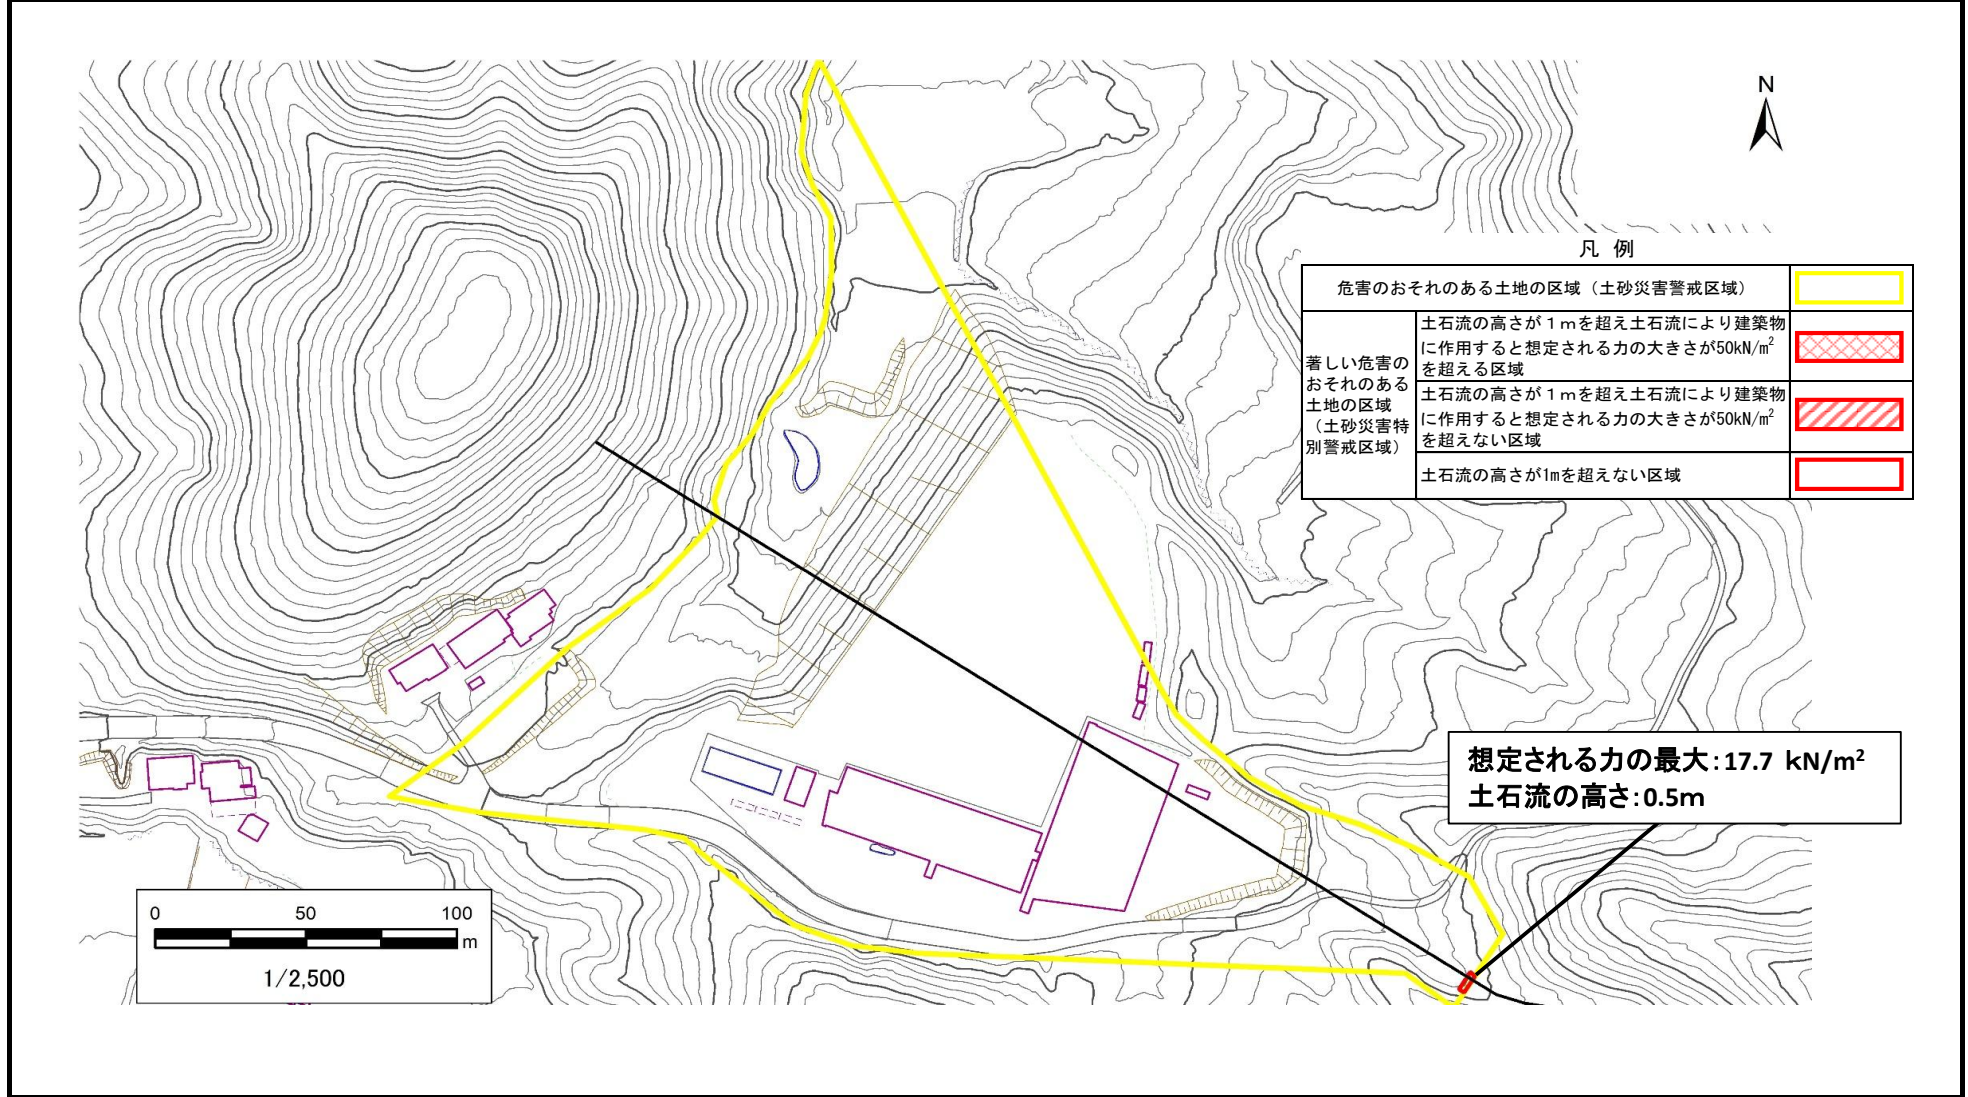 N
凡 例
危害のおそれのある土地の区域（土砂災害警戒区域）
著しい危害の
おそれのある
土地の区域
（土砂災害特
別警戒区域）
土石流の高さが１ｍを超え土石流により建築物
に作用すると想定される力の大きさが50kN/m²
を超える区域
土石流の高さが１ｍを超え土石流により建築物
に作用すると想定される力の大きさが50kN/m²
を超えない区域
土石流の高さが1mを超えない区域
想定される力の最大：17.7 kN/m²
土石流の高さ：0.5m
0 50 100
m
1/2,500